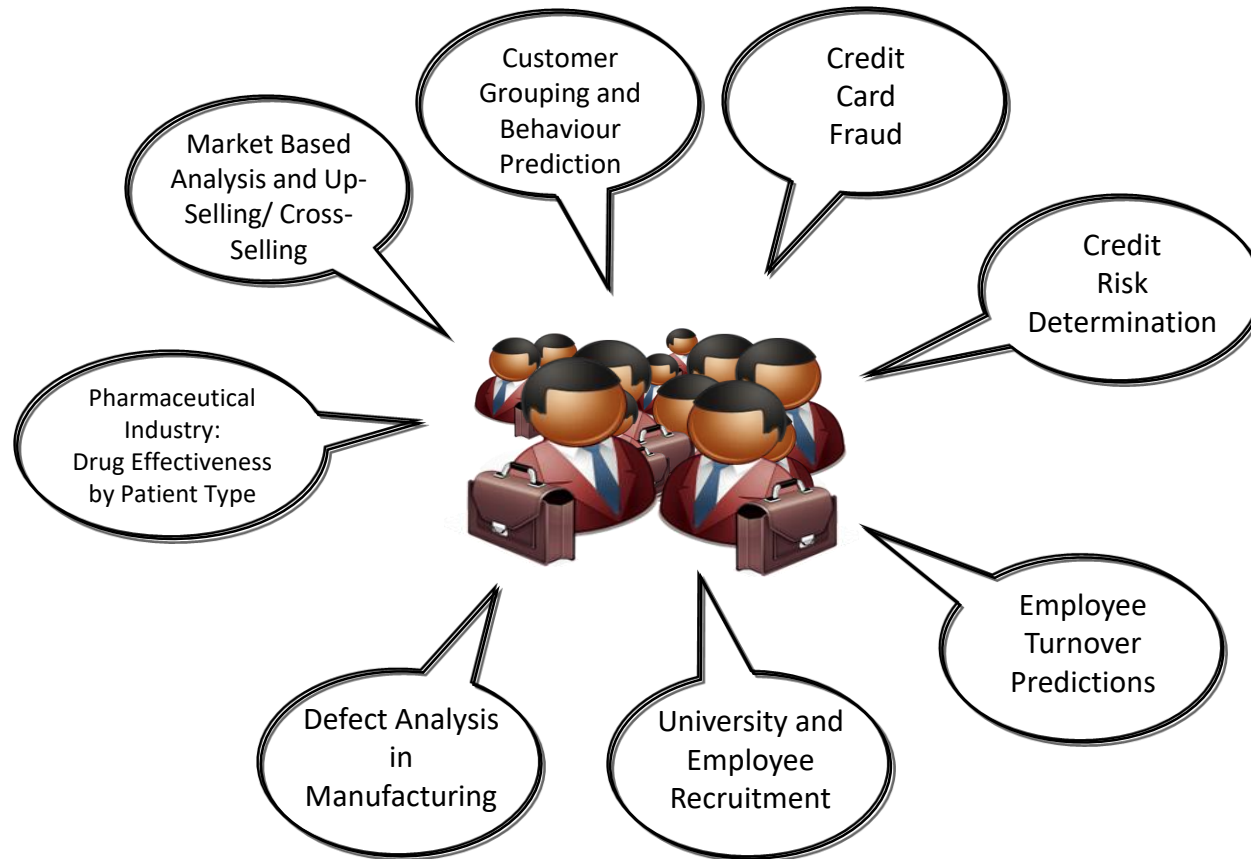 Customer
Grouping and
Behaviour
Prediction
Credit
Card
Fraud
Market Based
Analysis and Up-
Selling/ Cross-
Selling
Credit
Risk
Determination
Pharmaceutical
Industry:
Drug Effectiveness
by Patient Type
Employee
Turnover
Predictions
Defect Analysis
in
Manufacturing
University and
Employee
Recruitment